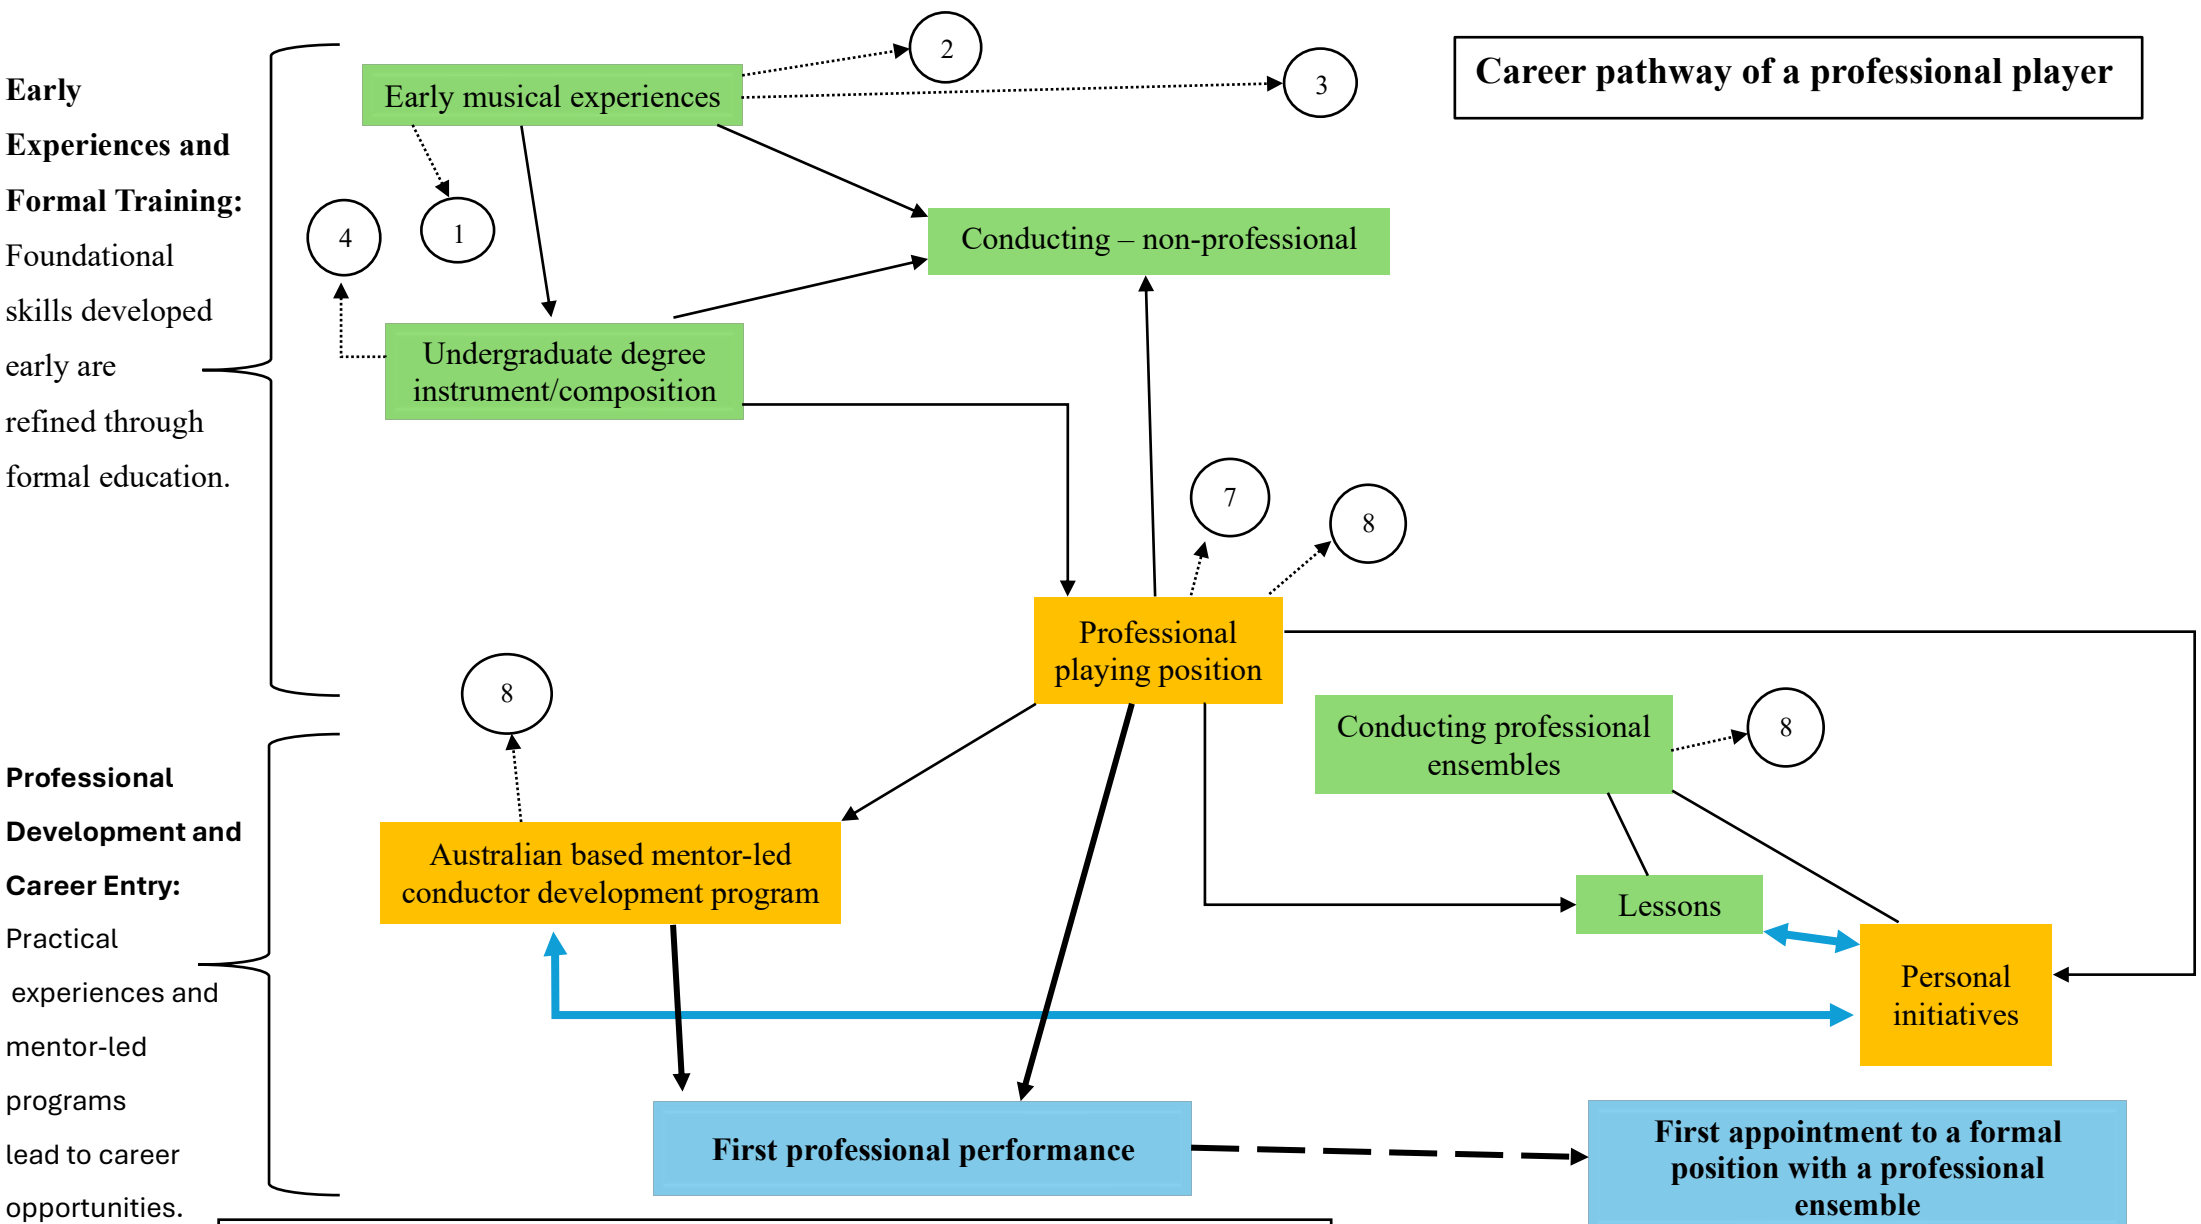 Career pathway of a professional player
Early
Experiences and
Formal Training:
Foundational
skills developed
early are
refined through
formal education.
Early musical experiences
2
3
4
1
Conducting – non-professional
Undergraduate degree
instrument/composition
7
8
Professional
playing position
8
Conducting professional
ensembles
8
Professional
Development and
Career Entry:
Practical
experiences and
mentor-led
programs
lead to career
opportunities.
Australian based mentor-led
conductor development program
Lessons
Personal
initiatives
First professional performance
First appointment to a formal
position with a professional
ensemble